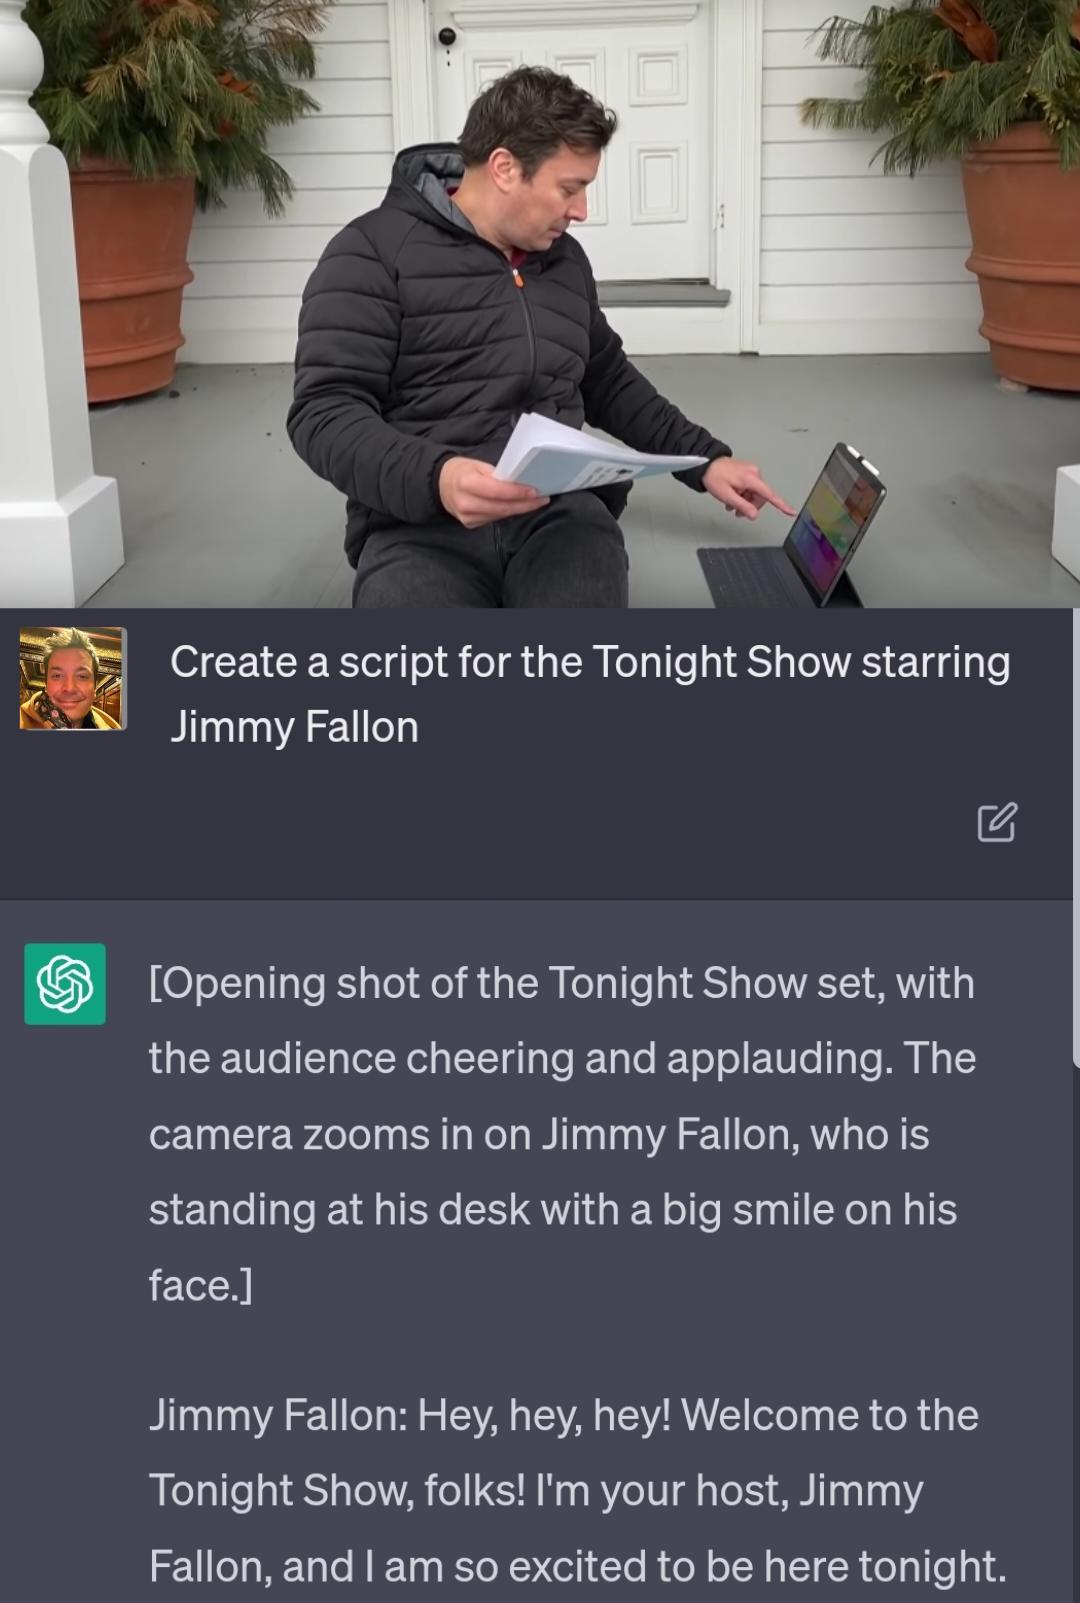 Create a script for the Tonight Show starring
Jimmy Fallon
[Opening shot of the Tonight Show set, with
the audience cheering and applauding. The
camera zooms in on Jimmy Fallon, who is
standing at his desk with a big smile on his
face.]
Jimmy Fallon: Hey, hey, hey! Welcome to the
Tonight Show, folks! I'm your host, Jimmy
Fallon, and I am so excited to be here tonight.